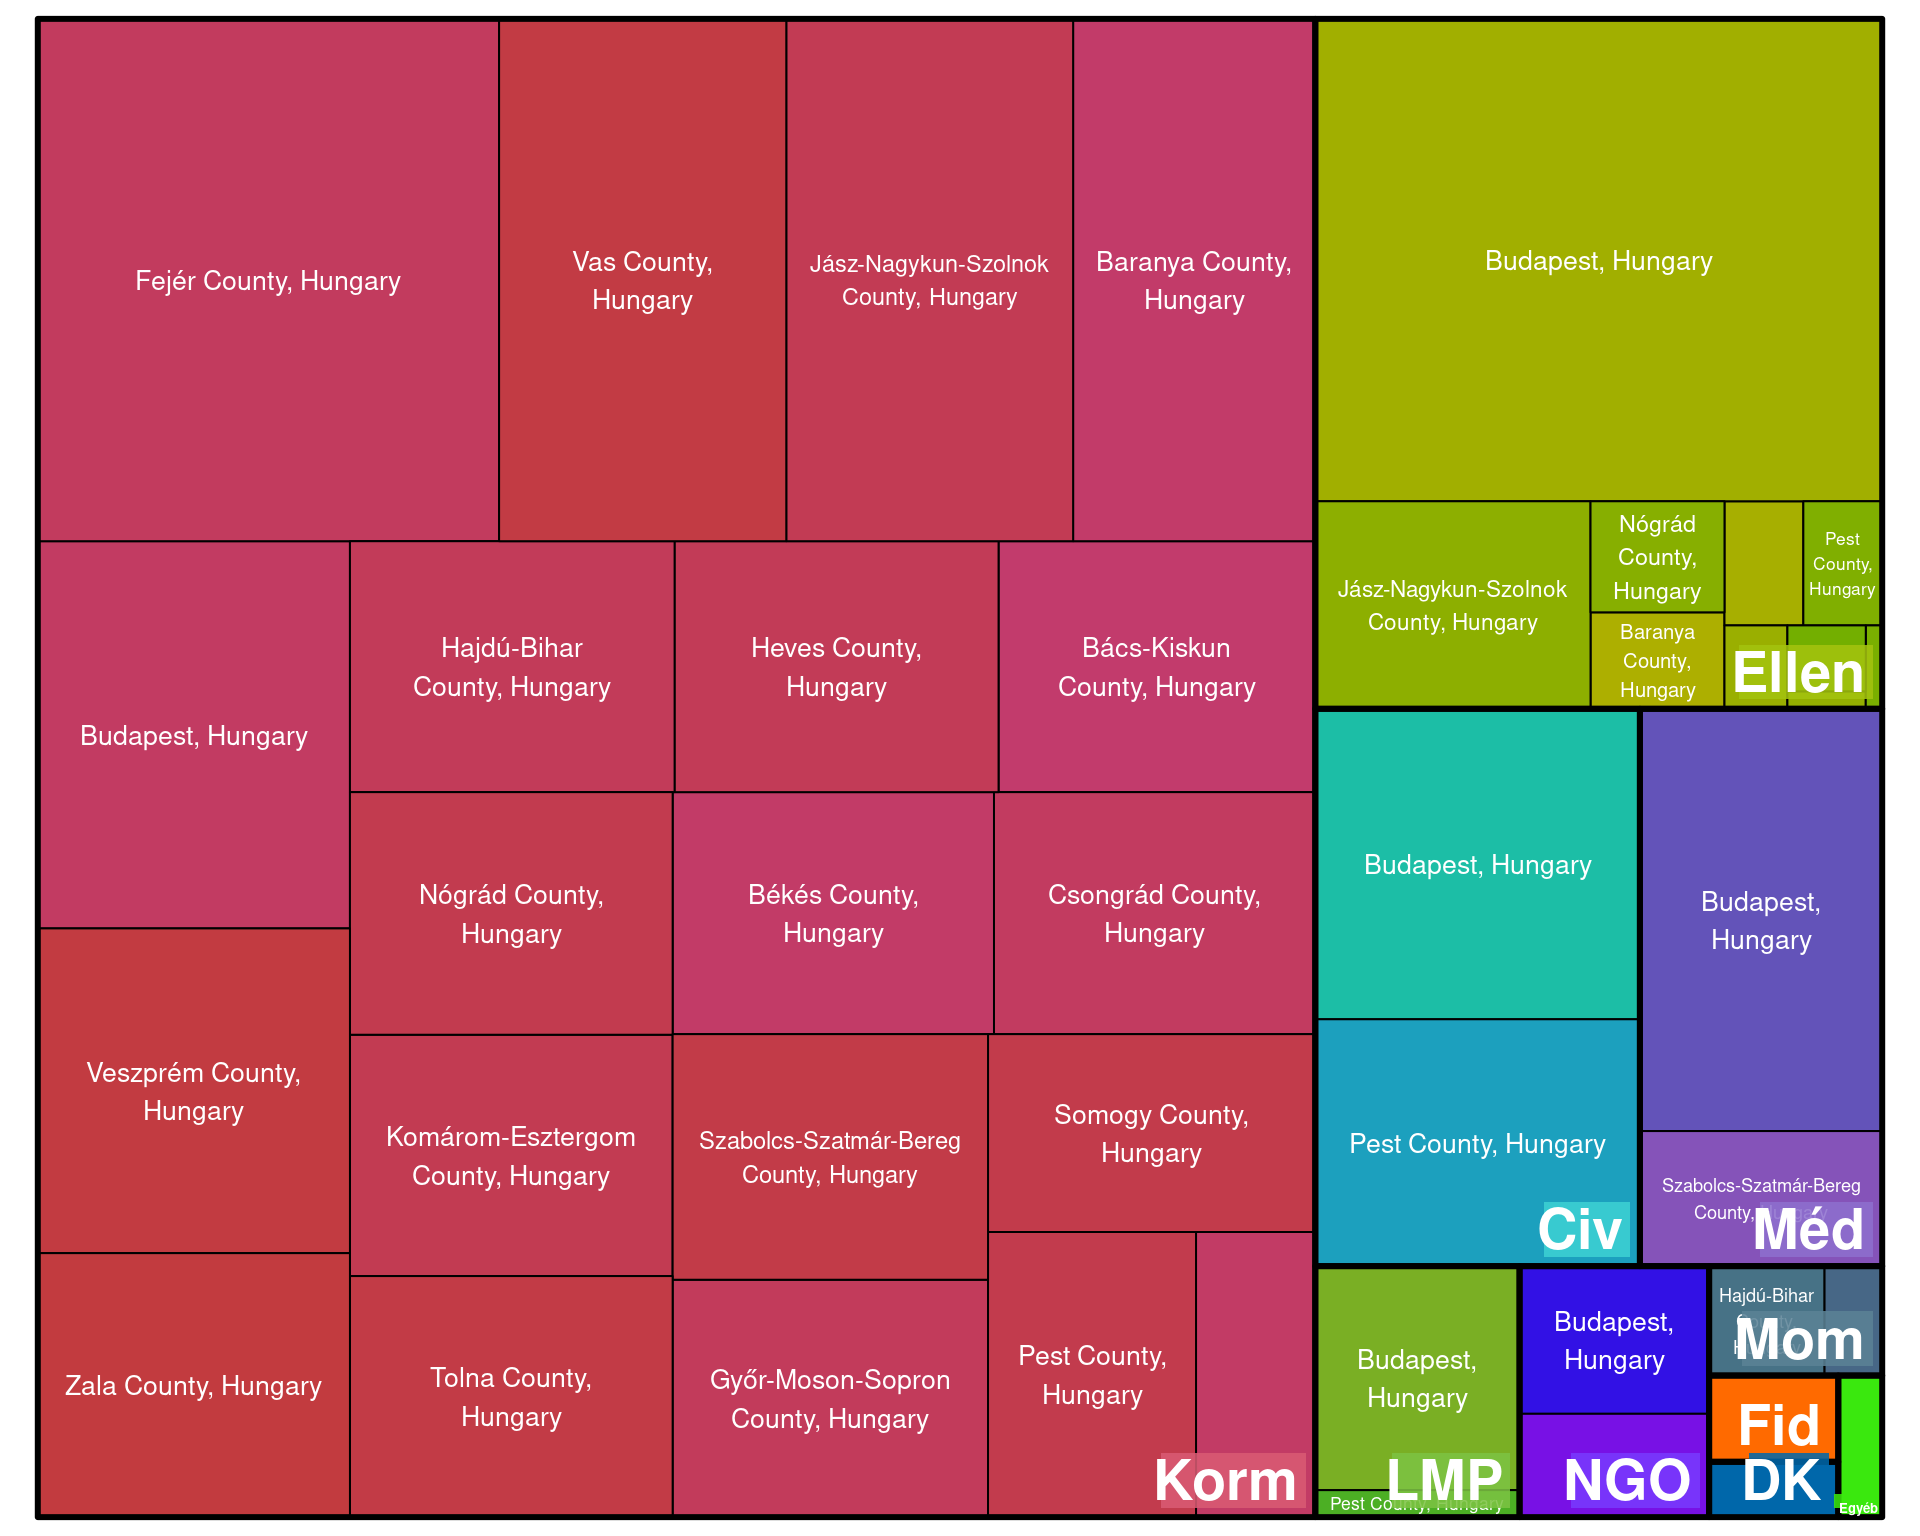 Fejér County, Hungary
Vas County,
Hungary
Jász-Nagykun-Szolnok
County, Hungary
Baranya County,
Hungary
Budapest, Hungary
Hajdú-Bihar
County, Hungary
Heves County,
Hungary
Bács-Kiskun
County, Hungary
Nógrád County,
Hungary
Békés County,
Hungary
Csongrád County,
Hungary
Veszprém County,
Hungary
Komárom-Esztergom
County, Hungary
Szabolcs-Szatmár-Bereg
County, Hungary
Somogy County,
Hungary
Zala County, Hungary
Tolna County,
Hungary
Győr-Moson-Sopron
County, Hungary
Pest County,
Hungary
Korm
Budapest, Hungary
Jász-Nagykun-Szolnok
County, Hungary
Nógrád
County,
Hungary
Baranya
County,
Hungary
Pest
County,
Hungary
Ellen
Budapest, Hungary
Pest County, Hungary
Civ
Budapest,
Hungary
Szabolcs-Szatmár-Bereg
County, Hungary
Méd
Budapest,
Hungary
Pest County, Hungary
LMP
Budapest,
Hungary
NGO
Hajdú-Bihar
Mom
Fid
DK
Egyéb